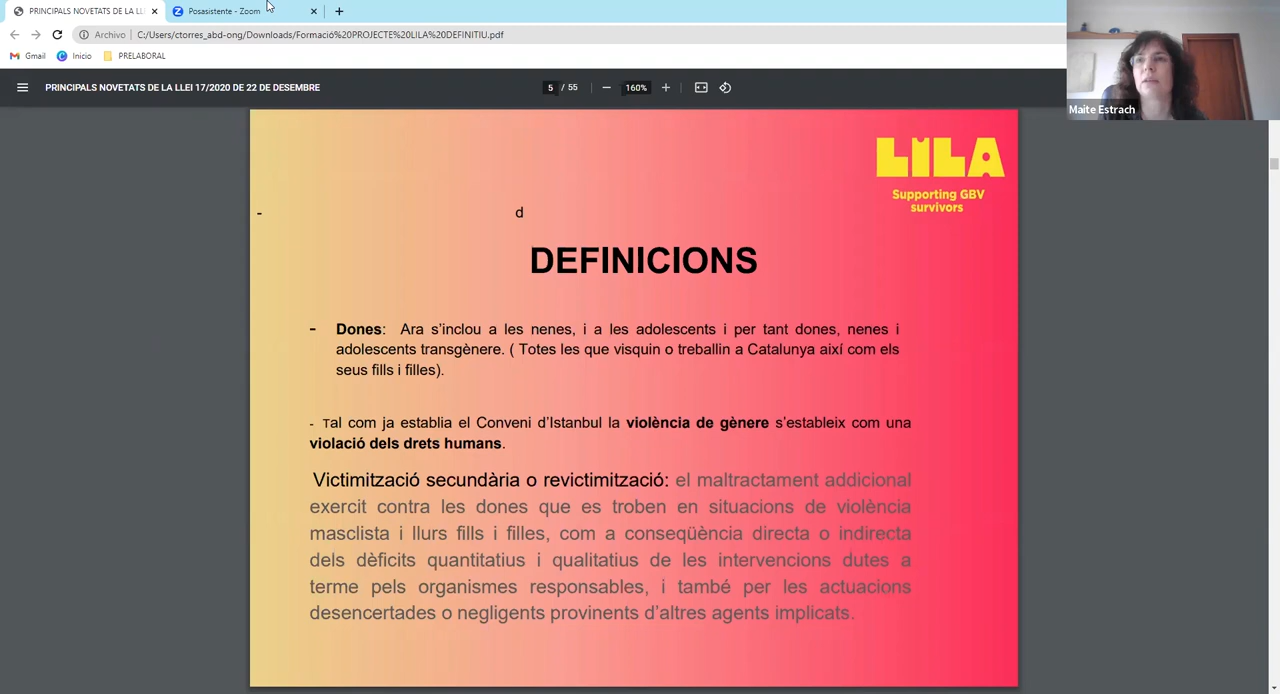 PRINCIPALS NOVETATS DE LA LLE
Posasistente - Zoom
Archivo
C:/Users/ctorres_abd-ong/Downloads/Formació%20PROJECTE%20LILA%20DEFINITIU.pdf
Gmail
Inicio
PRELABORAL
PRINCIPALS NOVETATS DE LA LLEI 17/2020 DE 22 DE DESEMBRE
5 / 55
160%
Maite Estrach
LILA
Supporting GBV
survivors
- d
DEFINICIONS
- Dones: Ara s’inclou a les nenes, i a les adolescents i per tant dones, nenes i
adolescents transgènere. ( Totes les que visquin o treballin a Catalunya així com els
seus fills i filles).
- Tal com ja establia el Conveni d’Istanbul la violència de gènere s’estableix com una
violació dels drets humans.
Victimització secundària o revictimització: el maltractament addicional
exercit contra les dones que es troben en situacions de violència
masclista i llurs fills i filles, com a conseqüència directa o indirecta
dels dèficits quantitatius i qualitatius de les intervencions dutes a
terme pels organismes responsables, i també per les actuacions
desencertades o negligents provinents d’altres agents implicats.